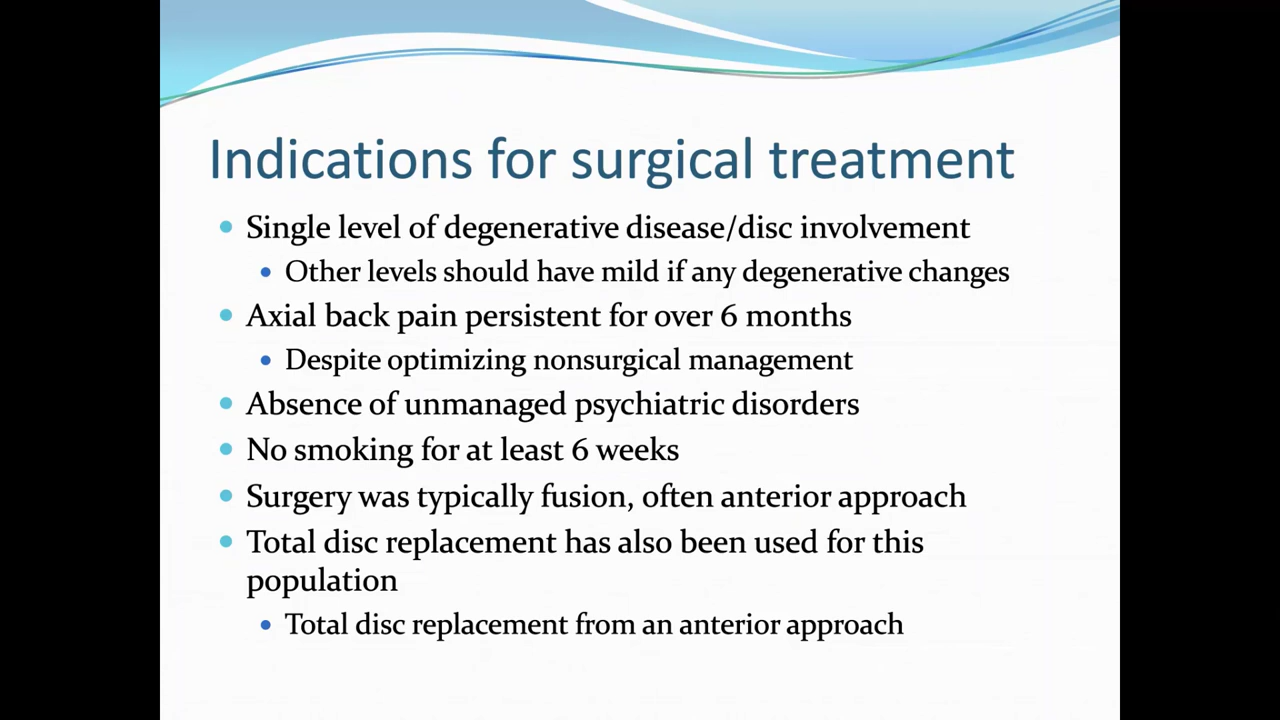 Indications for surgical treatment
Single level of degenerative disease/disc involvement
Other levels should have mild if any degenerative changes
Axial back pain persistent for over 6 months
Despite optimizing nonsurgical management
Absence of unmanaged psychiatric disorders
No smoking for at least 6 weeks
Surgery was typically fusion, often anterior approach
Total disc replacement has also been used for this
population
Total disc replacement from an anterior approach